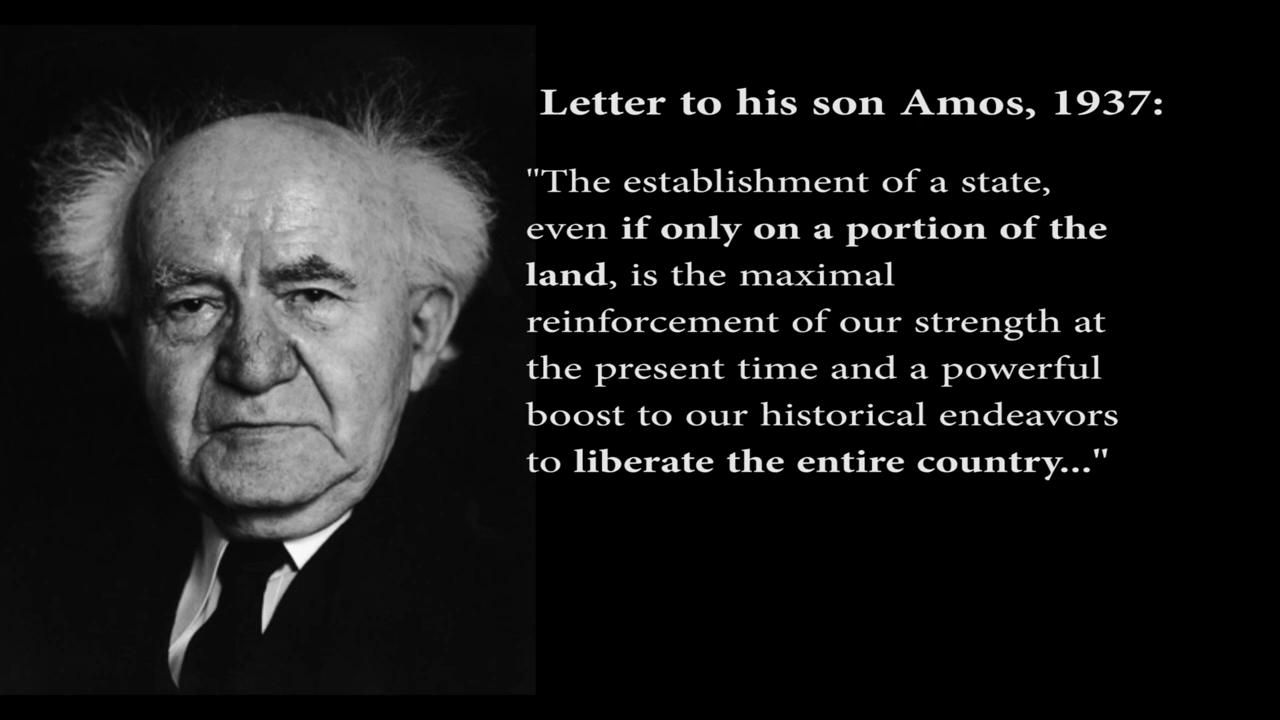 Letter to his son Amos, 1937:
"The establishment of a state,
even if only on a portion of the
land, is the maximal
reinforcement of our strength at
the present time and a powerful
boost to our historical endeavors
to liberate the entire country..."